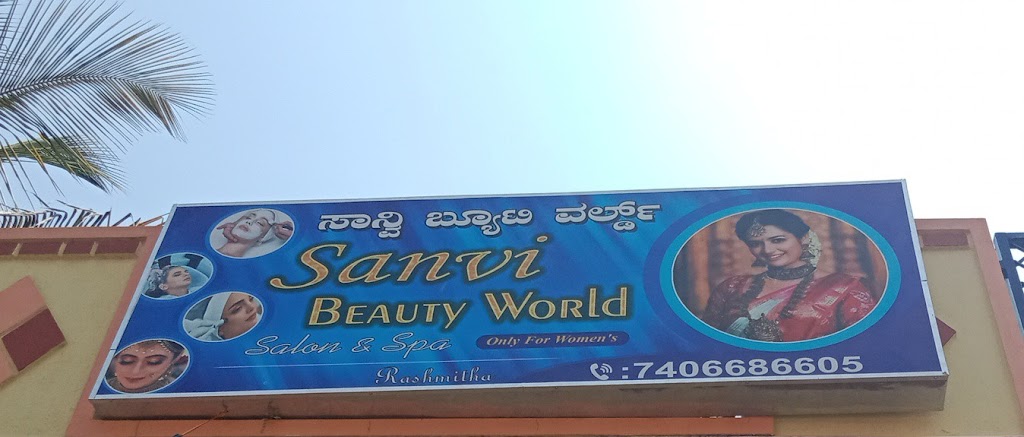 ಸಾನ್ವಿ ಬ್ಯೂಟಿ ವರ್ಲ್ಡ್
Sanvi
BEAUTY WORld
Salon & Spa
Only For Women's
Rashmitha
:7406686605